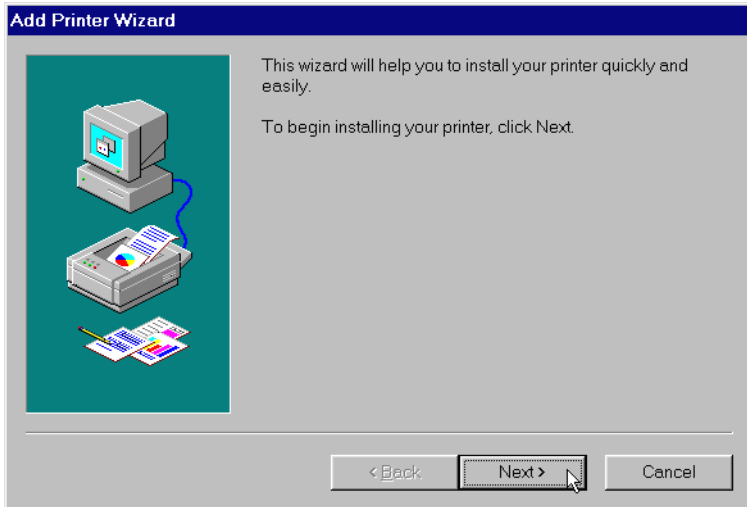 Add Printer Wizard
This wizard will help you to install your printer quickly and
easily.
To begin installing your printer, click Next.
< Back
Next >
Cancel